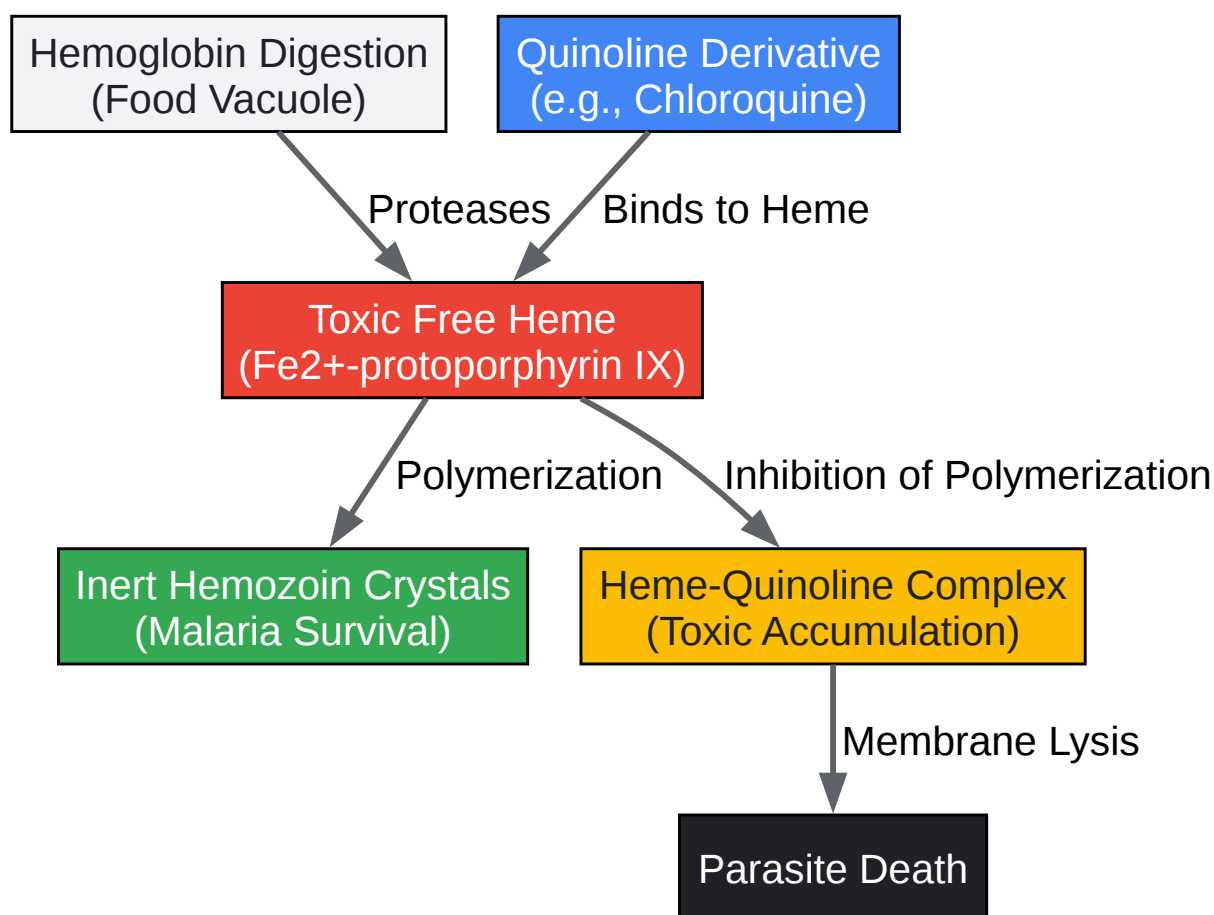 Hemoglobin Digestion
(Food Vacuole)
Quinoline Derivative
(e.g., Chloroquine)
Proteases
Binds to Heme
Toxic Free Heme
(Fe2+-protoporphyrin IX)
Polymerization
Inhibition of Polymerization
Inert Hemozoin Crystals
(Malaria Survival)
Heme-Quinoline Complex
(Toxic Accumulation)
Membrane Lysis
Parasite Death